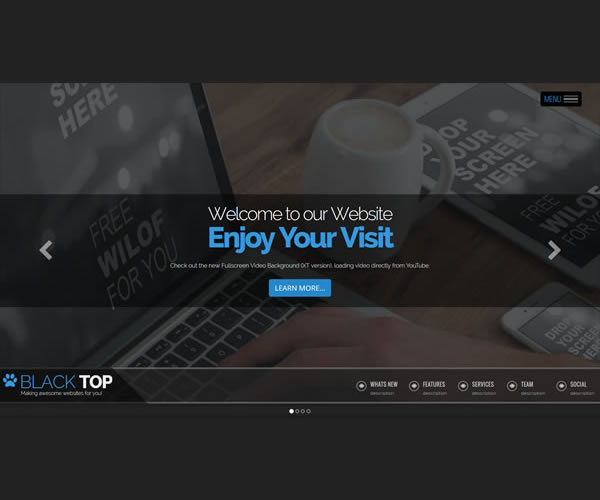 MENU
SCREEN
HERE
FREE
WILOF
FOR YOU
DROP
YOUR
SCREEN
HERE
FREE
WILOF
FOR YOU
DROP
YOUR
SCREEN
HERE
Welcome to our Website
Enjoy Your Visit
Check out the new Fullscreen Video Background (XT version), loading video directly from YouTube
LEARN MORE...
BLACK TOP
Making awesome websites for you!
WHATS NEW
description
FEATURES
description
SERVICES
description
TEAM
description
SOCIAL
description